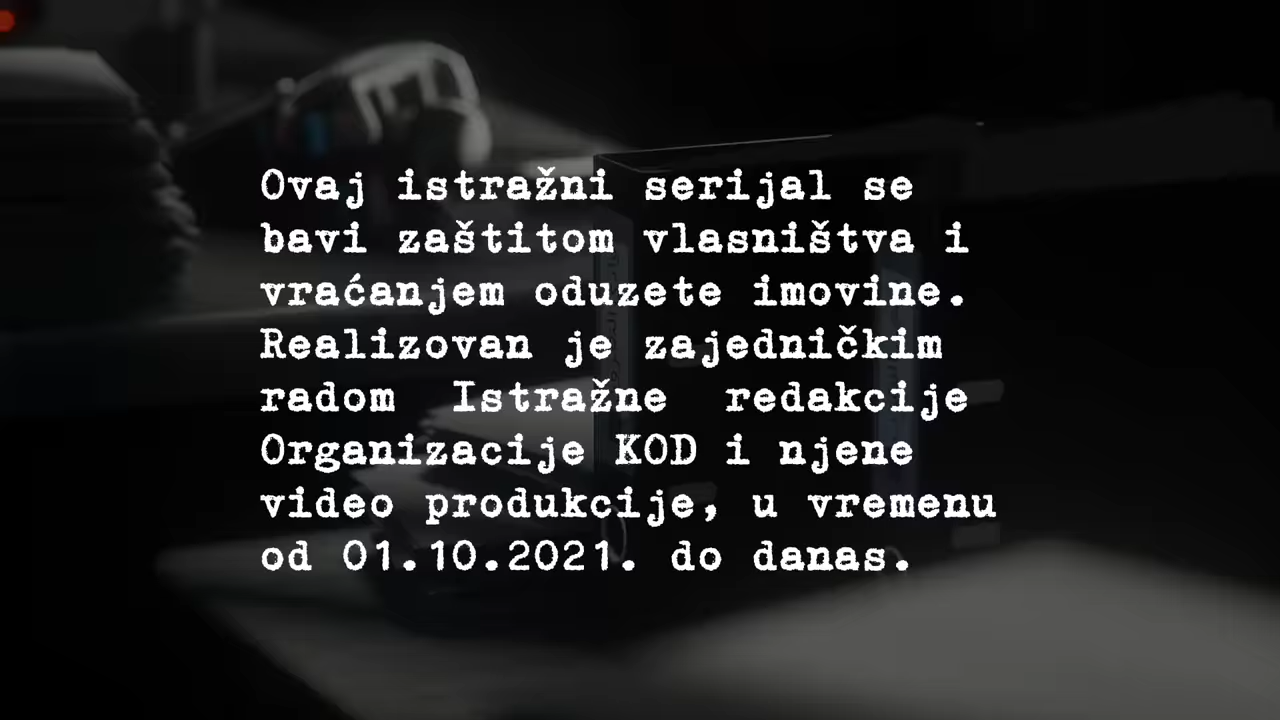 Ovaj istražni serijal se
bavi zaštitom vlasništva i
vraćanjem oduzete imovine.
Realizovan je zajedničkim
radom Istražne redakcije
Organizacije KOD i njene
video produkcije, u vremenu
od 01.10.2021. do danas.